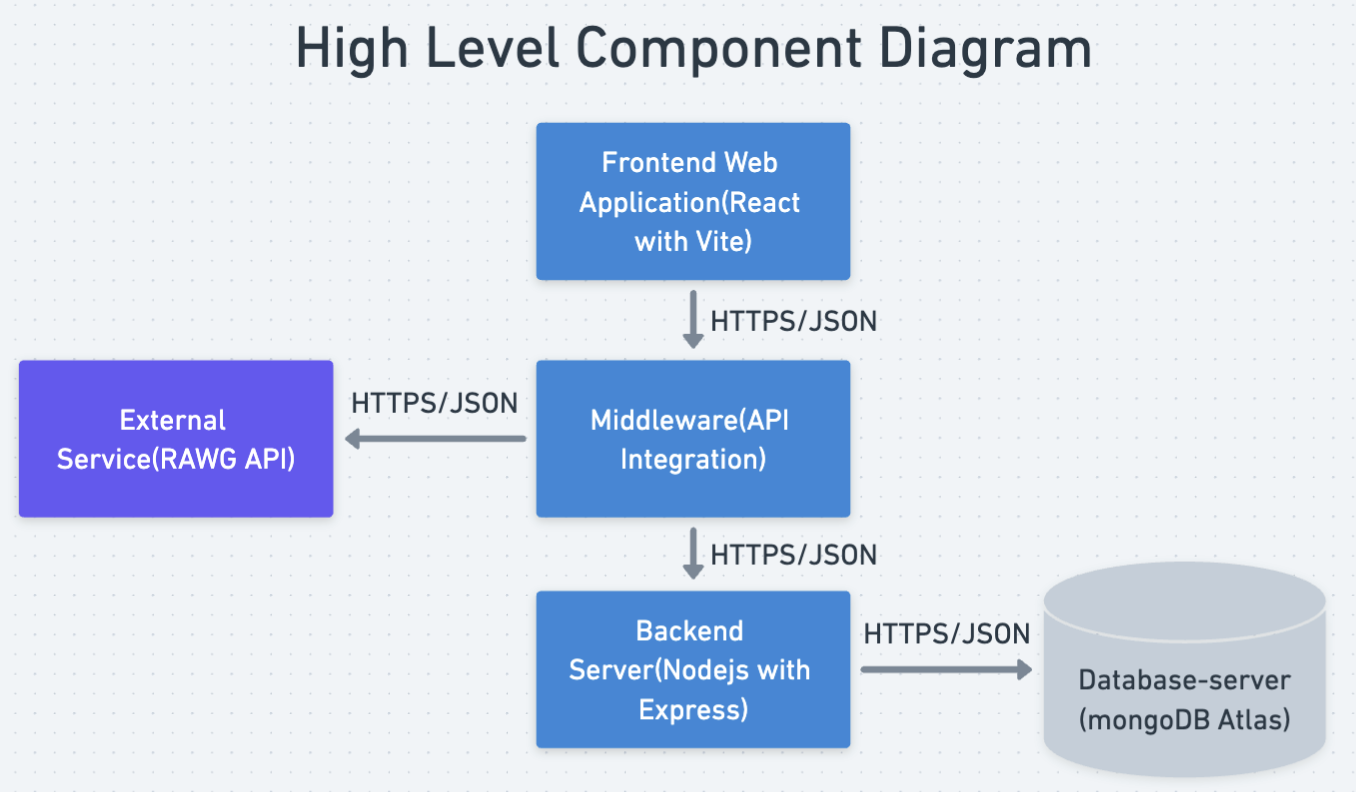 High Level Component Diagram
Frontend Web
Application(React
with Vite)
HTTPS/JSON
External
Service(RAWG API)
HTTPS/JSON
Middleware(API
Integration)
HTTPS/JSON
Backend
Server(Nodejs with
Express)
HTTPS/JSON
Database-server
(mongoDB Atlas)